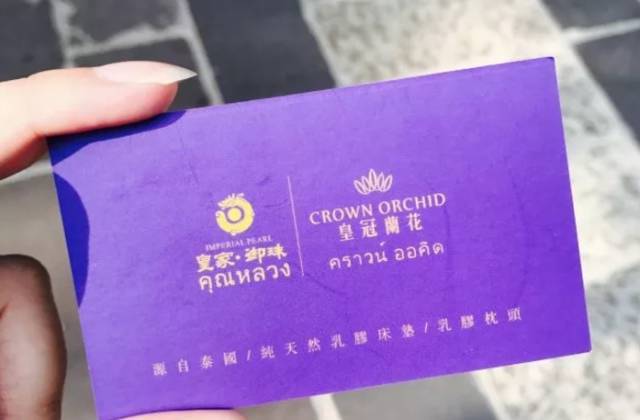 IMPERIAL PEARL
皇家·御珠
คุณหลวง
CROWN ORCHID
皇冠蘭花
คราวน์ ออคิด
源自泰國/純天然乳膠床墊/乳膠枕頭